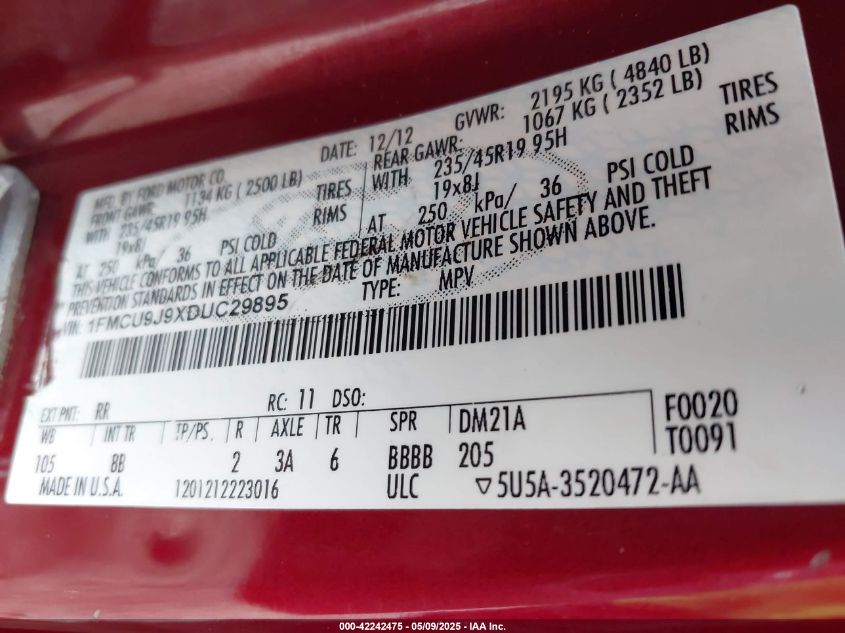 MFD. BY FORD MOTOR CO. DATE: 12/12 GVWR: 2195 KG ( 4840 LB)
FRONT GAWR: 1134 KG ( 2500 LB) REAR GAWR: 1067 KG ( 2352 LB)
WITH 235/45R19 95H TIRES WITH 235/45R19 95H TIRES
19x8J RIMS 19x8J RIMS
AT 250 kPa/ 36 PSI COLD AT 250 kPa/ 36 PSI COLD
THIS VEHICLE CONFORMS TO ALL APPLICABLE FEDERAL MOTOR VEHICLE SAFETY AND THEFT
PREVENTION STANDARDS IN EFFECT ON THE DATE OF MANUFACTURE SHOWN ABOVE.
VIN: 1FMCU9J9XDUC29895 TYPE: MPV
EXT PNT: RR RC: 11 DSO: F0020
WB INT TR TP/PS. R AXLE TR SPR DM21A T0091
105 BB 2 3A 6 BBBB 205
MADE IN U.S.A. 1201212223016 ULC ▽5U5A-3520472-AA
000-42242475 — 05/09/2025 — IAA Inc.